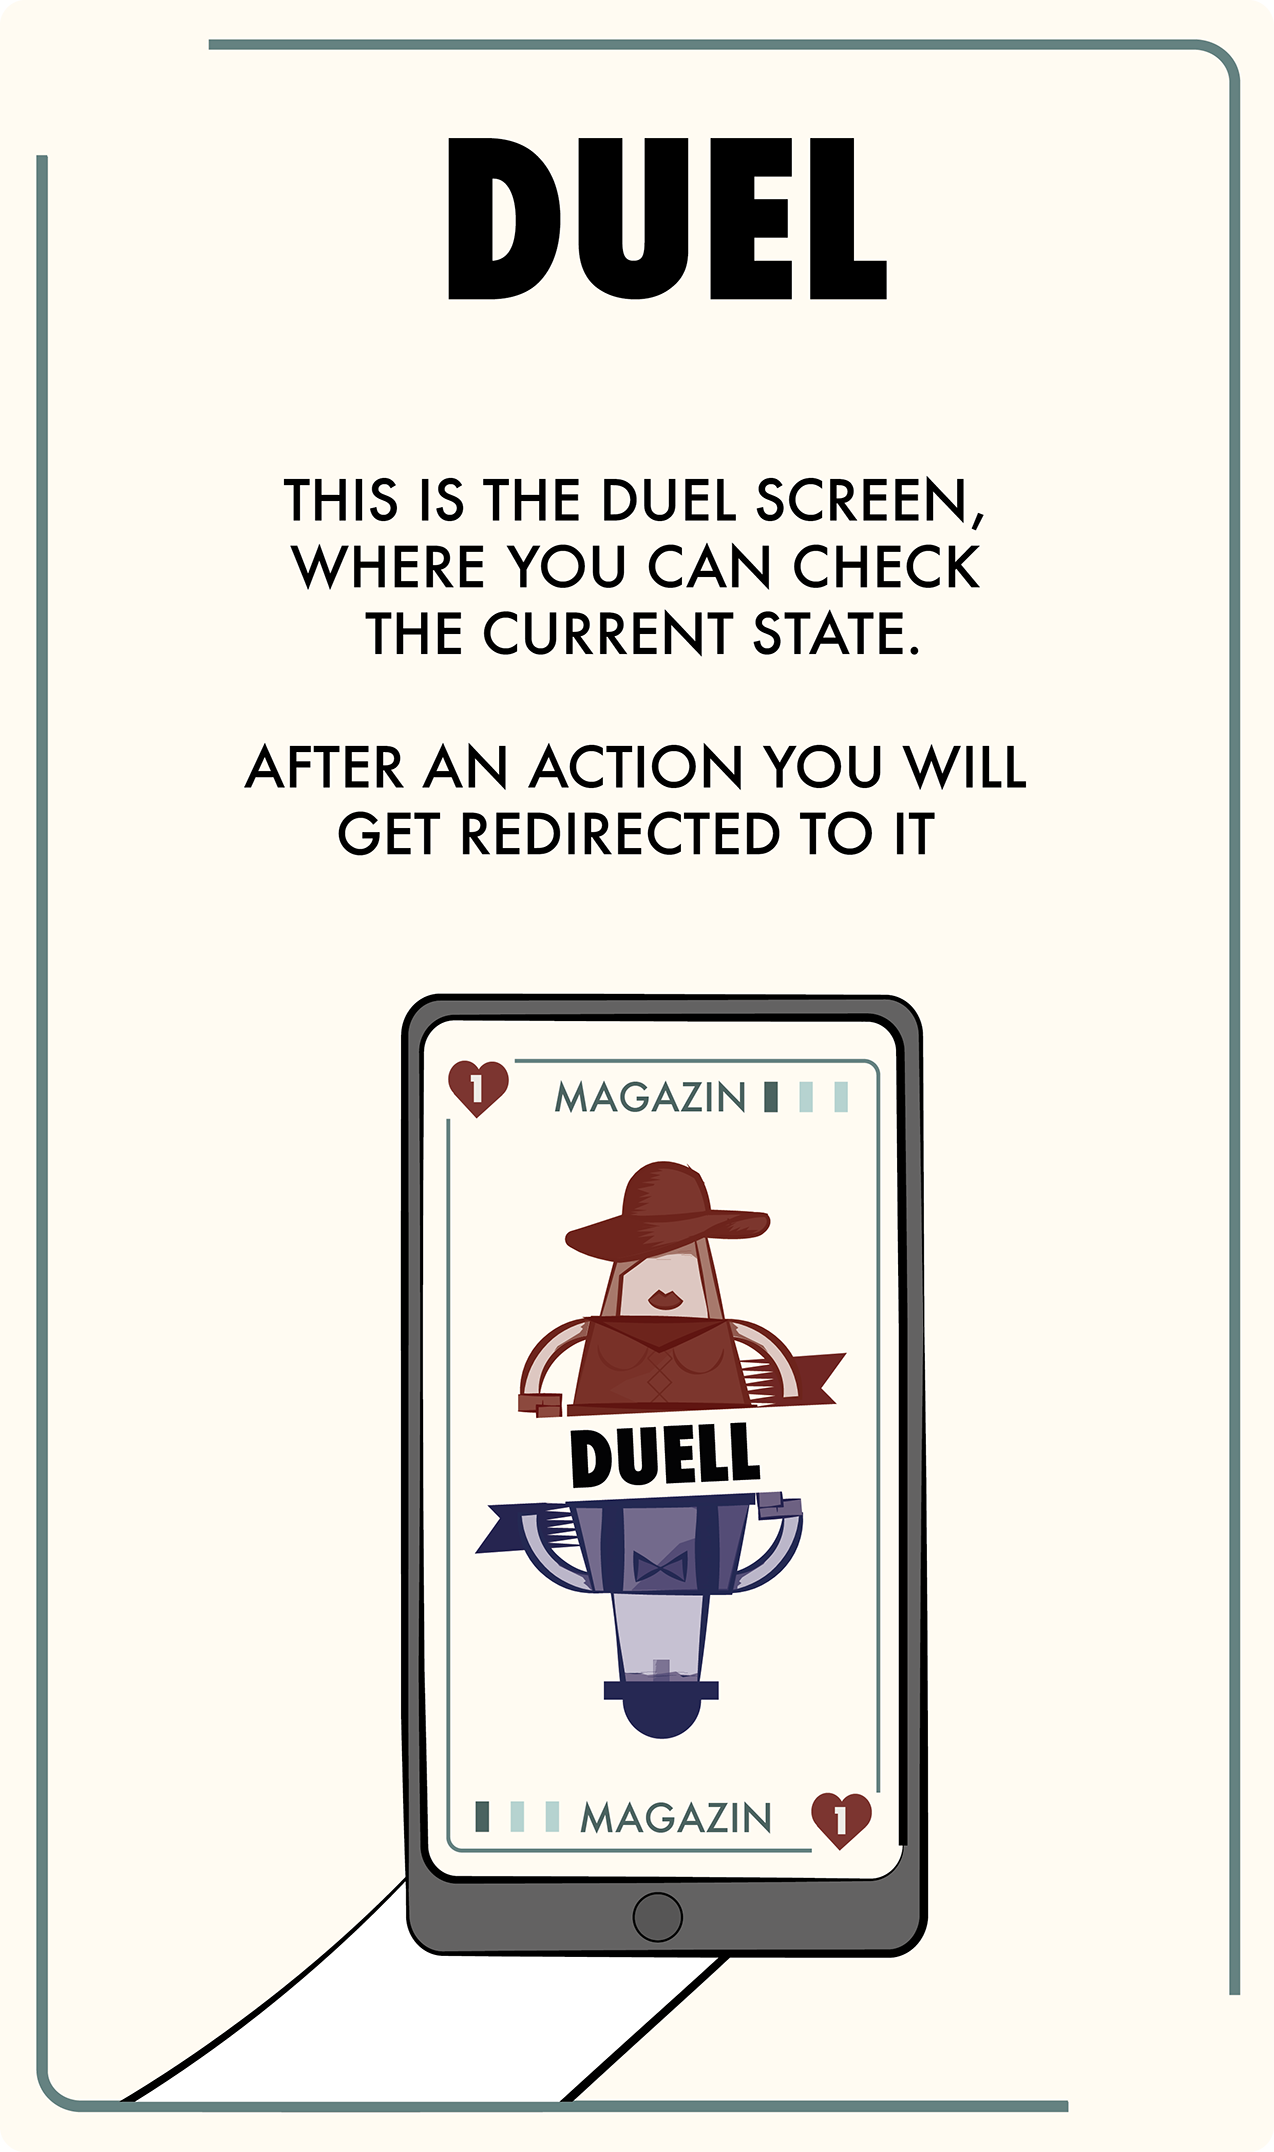 DUEL
THIS IS THE DUEL SCREEN,
WHERE YOU CAN CHECK
THE CURRENT STATE.
AFTER AN ACTION YOU WILL
GET REDIRECTED TO IT
1 MAGAZIN
DUELL
MAGAZIN 1